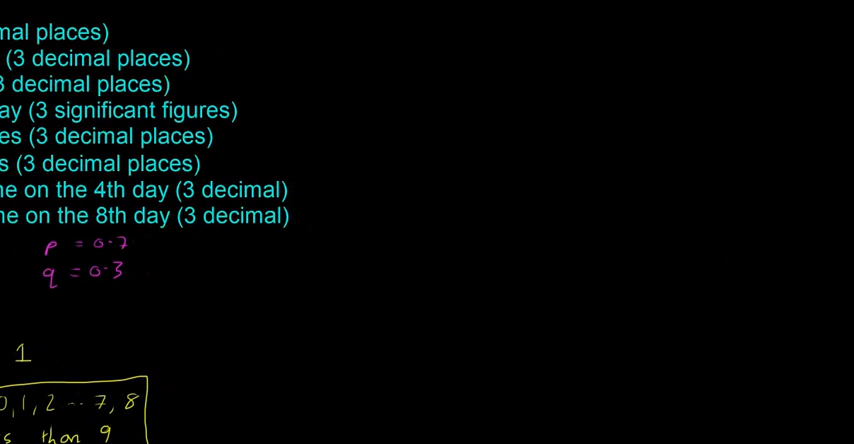 mal places)
(3 decimal places)
3 decimal places)
ay (3 significant figures)
es (3 decimal places)
s (3 decimal places)
ne on the 4th day (3 decimal)
ne on the 8th day (3 decimal)
p = 0.7
q = 0.3
1
0, 1, 2 ... 7, 8
s than 9